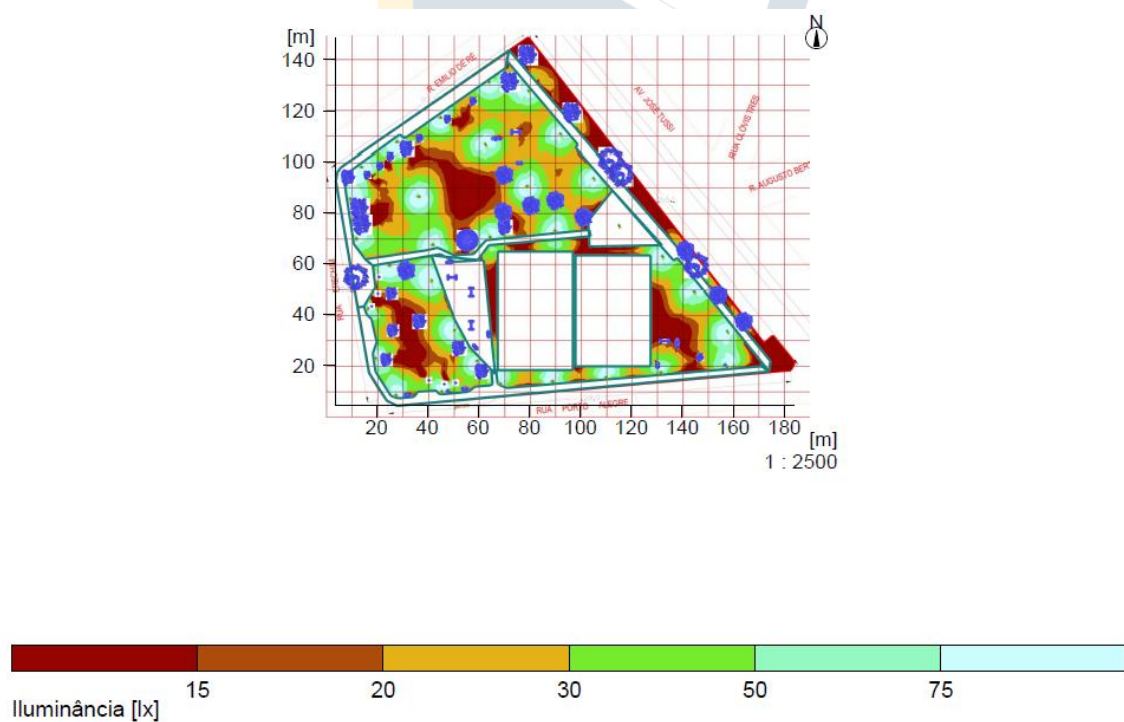 N
[m]
140
120
100
80
60
40
20
R. EMILIO DE RÉ
AV. JOSÉ TUSSI
RUA CLÓVIS TRES
R. AUGUSTO BER
RUA
RUA PORTO ALEGRE
20 40 60 80 100 120 140 160 180
[m]
1 : 2500
15 20 30 50 75
Iluminância [lx]